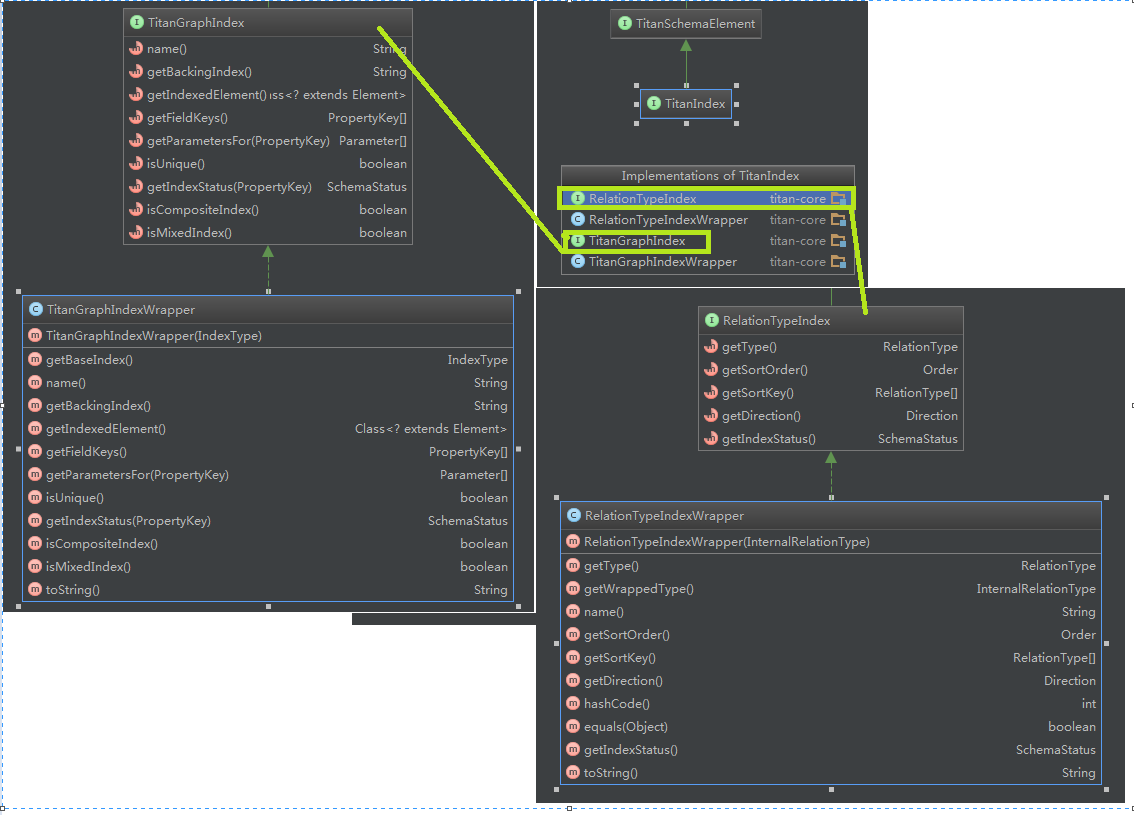 TitanGraphIndex
name() String
getBackingIndex() String
getIndexedElement() ass<? extends Element>
getFieldKeys() PropertyKey[]
getParametersFor(PropertyKey) Parameter[]
isUnique() boolean
getIndexStatus(PropertyKey) SchemaStatus
isCompositeIndex() boolean
isMixedIndex() boolean
TitanGraphIndexWrapper
TitanGraphIndexWrapper(IndexType)
getBaseIndex() IndexType
name() String
getBackingIndex() String
getIndexedElement() Class<? extends Element>
getFieldKeys() PropertyKey[]
getParametersFor(PropertyKey) Parameter[]
isUnique() boolean
getIndexStatus(PropertyKey) SchemaStatus
isCompositeIndex() boolean
isMixedIndex() boolean
toString() String
TitanSchemaElement
TitanIndex
Implementations of TitanIndex
RelationTypeIndex titan-core
RelationTypeIndexWrapper titan-core
TitanGraphIndex titan-core
TitanGraphIndexWrapper titan-core
RelationTypeIndex
getType() RelationType
getSortOrder() Order
getSortKey() RelationType[]
getDirection() Direction
getIndexStatus() SchemaStatus
RelationTypeIndexWrapper
RelationTypeIndexWrapper(InternalRelationType)
getType() RelationType
getWrappedType() InternalRelationType
name() String
getSortOrder() Order
getSortKey() RelationType[]
getDirection() Direction
hashCode() int
equals(Object) boolean
getIndexStatus() SchemaStatus
toString() String